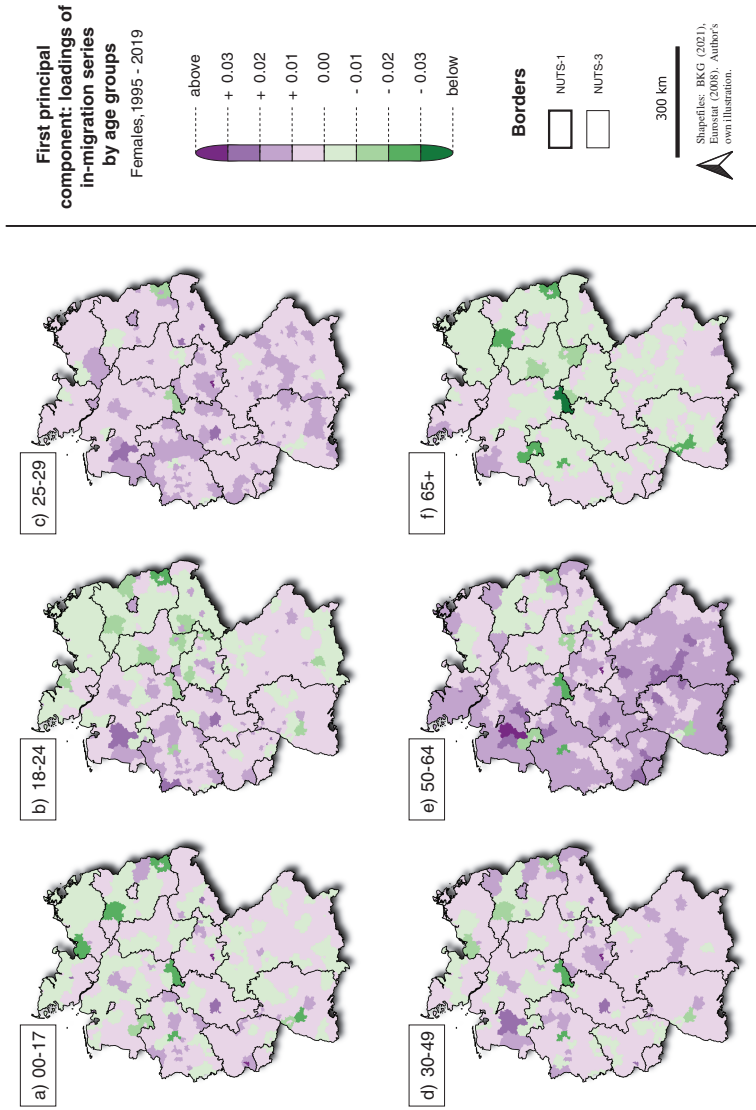 a) 00-17
b) 18-24
c) 25-29
d) 30-49
e) 50-64
f) 65+
First principal
component: loadings of
in-migration series
by age groups
Females, 1995 - 2019
above
+ 0.03
+ 0.02
+ 0.01
0.00
- 0.01
- 0.02
- 0.03
below
Borders
NUTS-1
NUTS-3
300 km
Shapefiles: BKG (2021),
Eurostat (2008). Author's
own illustration.